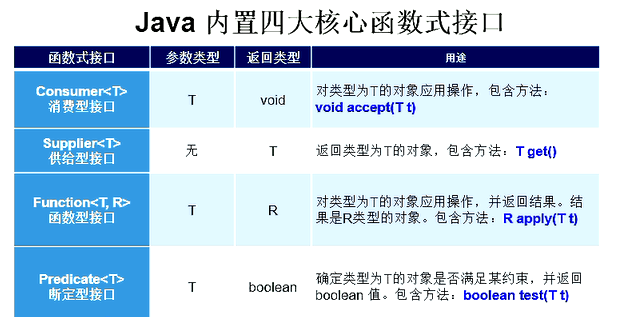 Java 内置四大核心函数式接口
函数式接口 参数类型 返回类型 用途
Consumer<T>
消费型接口
T
void
对类型为T的对象应用操作，包含方法：
void accept(T t)
Supplier<T>
供给型接口
无
T
返回类型为T的对象，包含方法：T get()
Function<T, R>
函数型接口
T
R
对类型为T的对象应用操作，并返回结果。结
果是R类型的对象。包含方法：R apply(T t)
Predicate<T>
断定型接口
T
boolean
确定类型为T的对象是否满足某约束，并返回
boolean 值。包含方法：boolean test(T t)